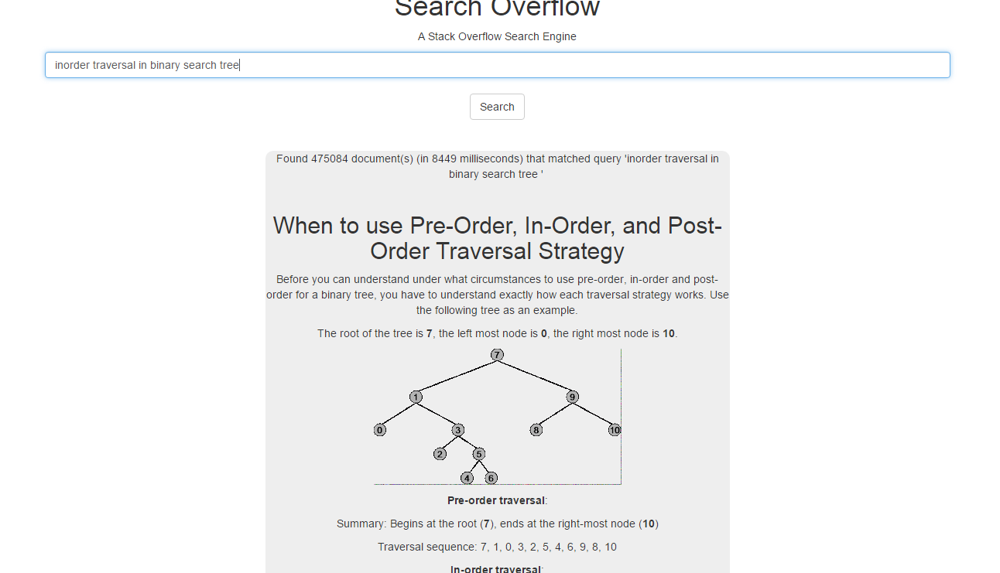 Search Overflow
A Stack Overflow Search Engine
inorder traversal in binary search tree
Search
Found 475084 document(s) (in 8449 milliseconds) that matched query 'inorder traversal in
binary search tree '
When to use Pre-Order, In-Order, and Post-
Order Traversal Strategy
Before you can understand under what circumstances to use pre-order, in-order and post-
order for a binary tree, you have to understand exactly how each traversal strategy works. Use
the following tree as an example.
The root of the tree is 7, the left most node is 0, the right most node is 10.
7
1 9
0 3 8 10
2 5
4 6
Pre-order traversal:
Summary: Begins at the root (7), ends at the right-most node (10)
Traversal sequence: 7, 1, 0, 3, 2, 5, 4, 6, 9, 8, 10
In-order traversal: